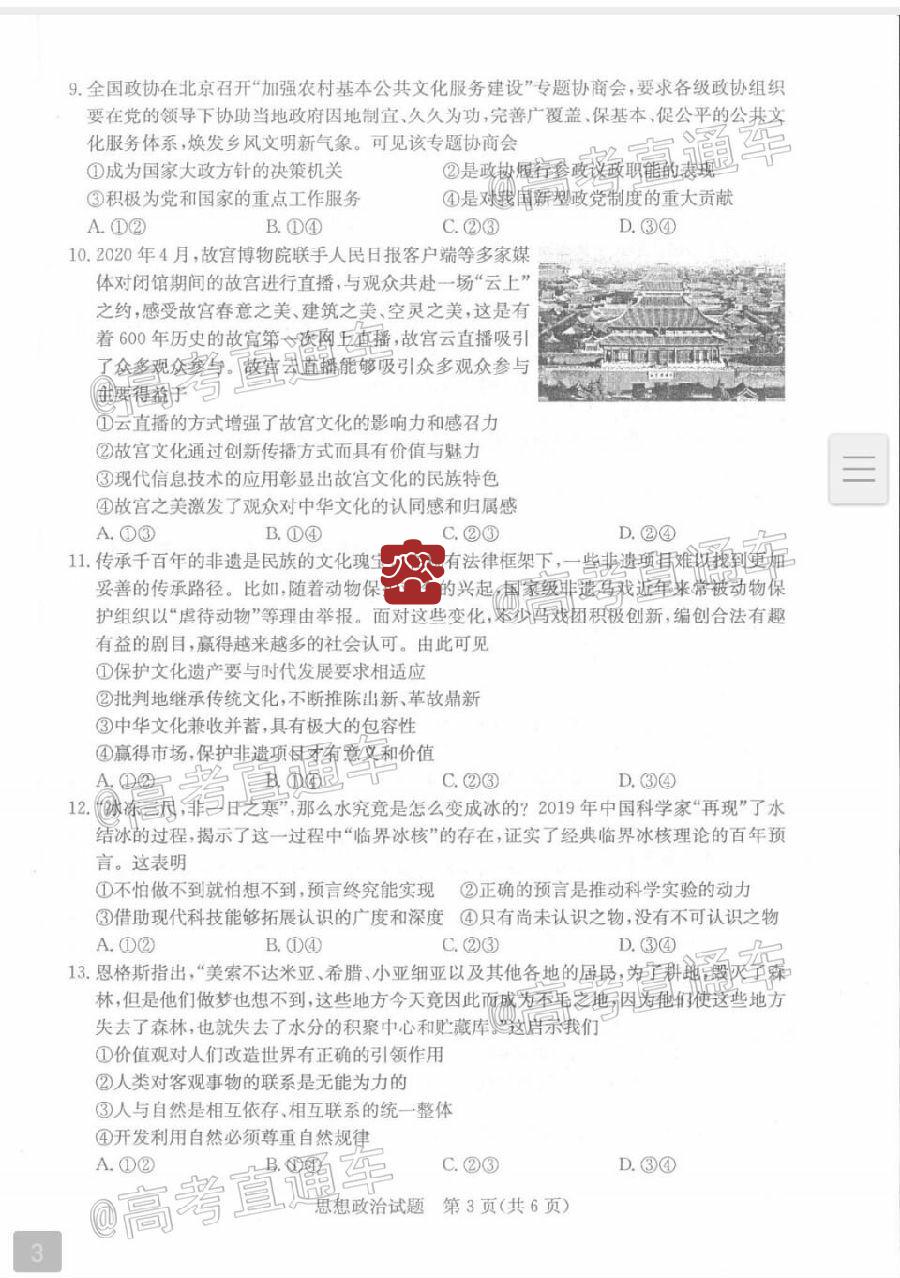 9. 全国政协在北京召开“加强农村基本公共文化服务建设”专题协商会,要求各级政协组织
要在党的领导下协助当地政府因地制宜、久久为功,完善广覆盖、保基本、促公平的公共文
化服务体系,焕发乡风文明新气象。可见该专题协商会
①成为国家大政方针的决策机关 ②是政协履行参政议政职能的表现
③积极为党和国家的重点工作服务 ④是对我国新型政党制度的重大贡献
A. ①② B. ①④ C. ②③ D. ③④
10. 2020 年 4 月,故宫博物院联手人民日报客户端等多家媒
体对闭馆期间的故宫进行直播,与观众共赴一场“云上”
之约,感受故宫春意之美、建筑之美、空灵之美,这是有
着 600 年历史的故宫第一次网上直播,故宫云直播吸引
了众多观众参与。故宫云直播能够吸引众多观众参与
主要得益于
①云直播的方式增强了故宫文化的影响力和感召力
②故宫文化通过创新传播方式而具有价值与魅力
③现代信息技术的应用彰显出故宫文化的民族特色
④故宫之美激发了观众对中华文化的认同感和归属感
A. ①③ B. ①④ C. ②③ D. ②④
11. 传承千百年的非遗是民族的文化瑰宝 有法律框架下,一些非遗项目难以找到更加
妥善的传承路径。比如,随着动物保 的兴起,国家级非遗马戏近年来常被动物保
护组织以“虐待动物”等理由举报。面对这些变化,不少马戏团积极创新,编创合法有趣
有益的剧目,赢得越来越多的社会认可。由此可见
①保护文化遗产要与时代发展要求相适应
②批判地继承传统文化,不断推陈出新、革故鼎新
③中华文化兼收并蓄,具有极大的包容性
④赢得市场,保护非遗项目才有意义和价值
A. ①② B. ①④ C. ②③ D. ③④
12. “冰冻三尺,非一日之寒”,那么水究竟是怎么变成冰的? 2019 年中国科学家“再现”了水
结冰的过程,揭示了这一过程中“临界冰核”的存在,证实了经典临界冰核理论的百年预
言。这表明
①不怕做不到就怕想不到,预言终究能实现 ②正确的预言是推动科学实验的动力
③借助现代科技能够拓展认识的广度和深度 ④只有尚未认识之物,没有不可认识之物
A. ①② B. ①④ C. ②③ D. ③④
13. 恩格斯指出,“美索不达米亚、希腊、小亚细亚以及其他各地的居民,为了耕地,毁灭了森
林,但是他们做梦也想不到,这些地方今天竟因此而成为不毛之地,因为他们使这些地方
失去了森林,也就失去了水分的积聚中心和贮藏库。这启示我们
①价值观对人们改造世界有正确的引领作用
②人类对客观事物的联系是无能为力的
③人与自然是相互依存、相互联系的统一整体
④开发利用自然必须尊重自然规律
A. ①② B. ①④ C. ②③ D. ③④
思想政治试题 第 3 页(共 6 页)
3
@高考直通车
@高考直通车
@高考直通车
@高考直通车
@高考直通车
@高考直通车